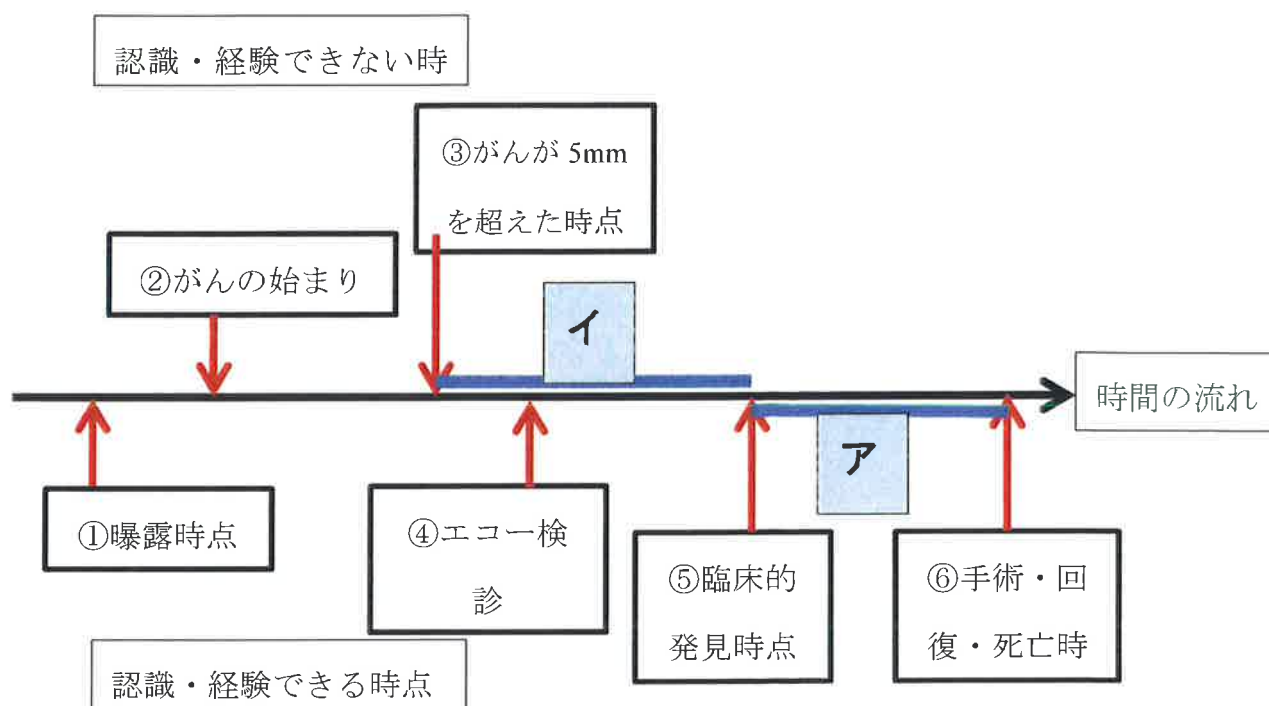 認識・経験できない時
③がんが 5mm
を超えた時点
②がんの始まり
イ
時間の流れ
ア
①曝露時点
④エコー検
診
⑤臨床的
発見時点
⑥手術・回
復・死亡時
認識・経験できる時点